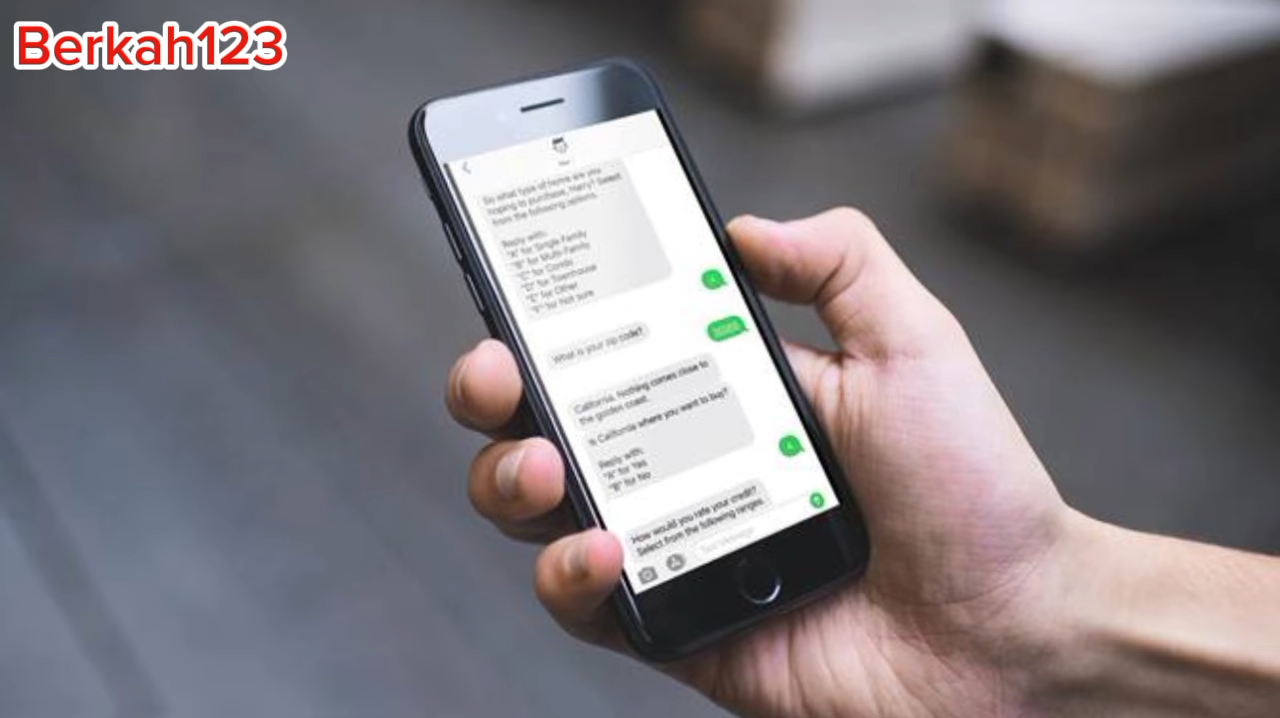 Berkah123
So what type of home are you
hoping to purchase, Harry? Select
from the following options.
Reply with:
"A" for Single Family
"B" for Multi-Family
"C" for Condo
"D" for Townhouse
"E" for Other
"F" for Not sure
A
What is your zip code?
California. Nothing comes close to
the golden coast.
Is California where you want to buy?
Reply with:
"A" for Yes
"B" for No
A
How would you rate your credit?
Select from the following ranges
Text Message